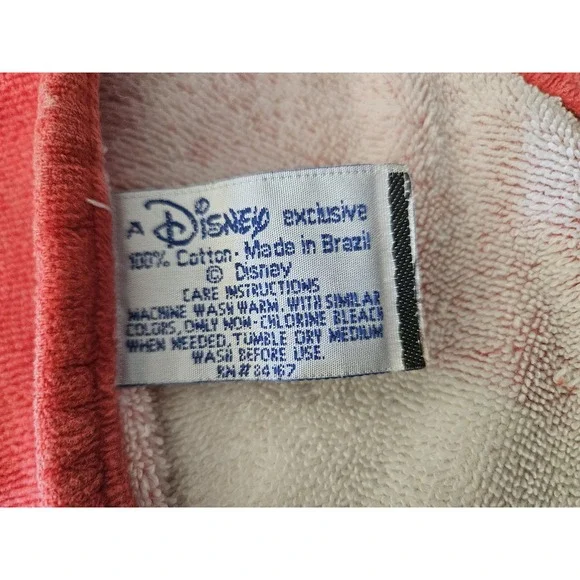 A Disney exclusive
100% Cotton. Made in Brazil
© Disney
CARE INSTRUCTIONS
MACHINE WASH WARM, WITH SIMILAR
COLORS, ONLY NON-CHLORINE BLEACH
WHEN NEEDED, TUMBLE DRY MEDIUM
WASH BEFORE USE.
RN# 84167